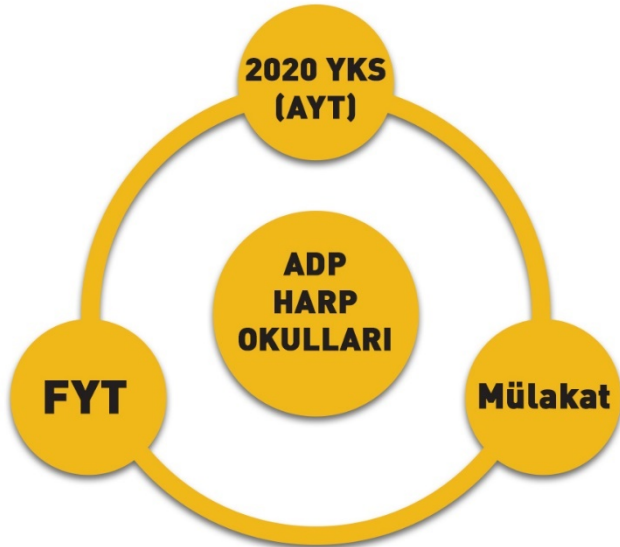 2020 YKS
(AYT)
ADP
HARP
OKULLARI
FYT
Mülakat